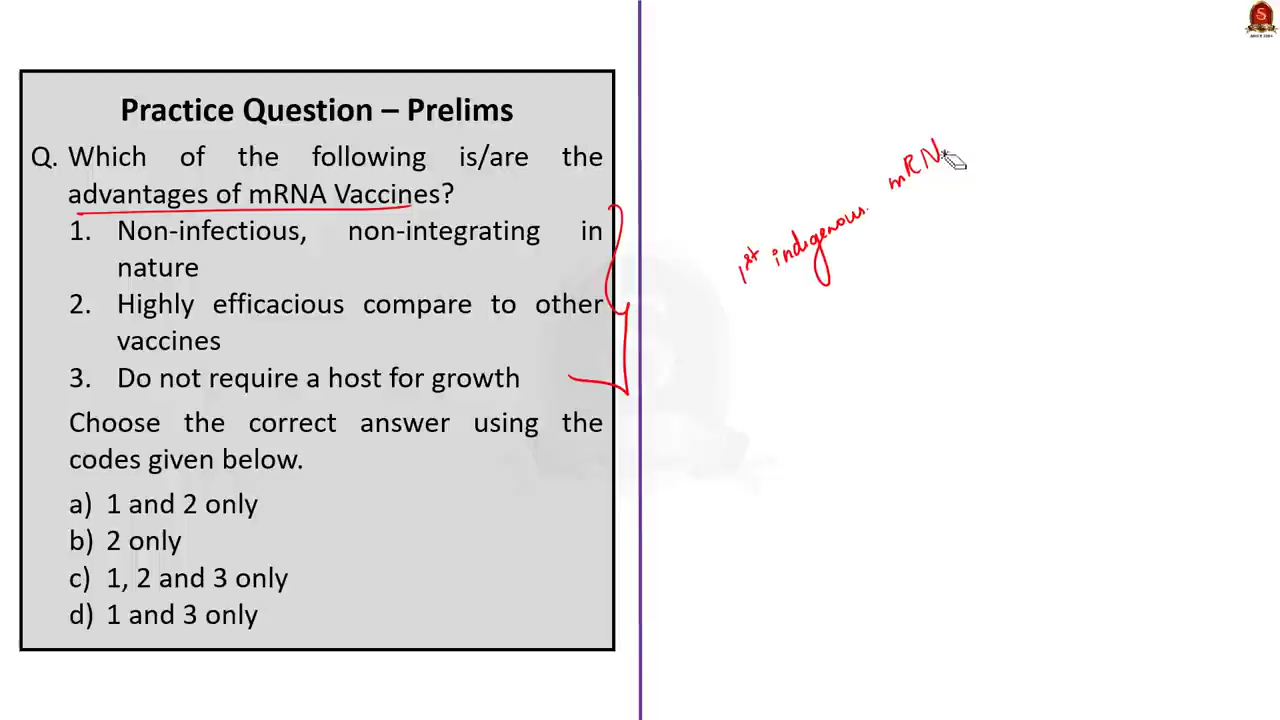 Practice Question – Prelims
Q. Which of the following is/are the
advantages of mRNA Vaccines?
1. Non-infectious, non-integrating in
nature
2. Highly efficacious compare to other
vaccines
3. Do not require a host for growth
Choose the correct answer using the
codes given below.
a) 1 and 2 only
b) 2 only
c) 1, 2 and 3 only
d) 1 and 3 only
1st indigenous. mRN